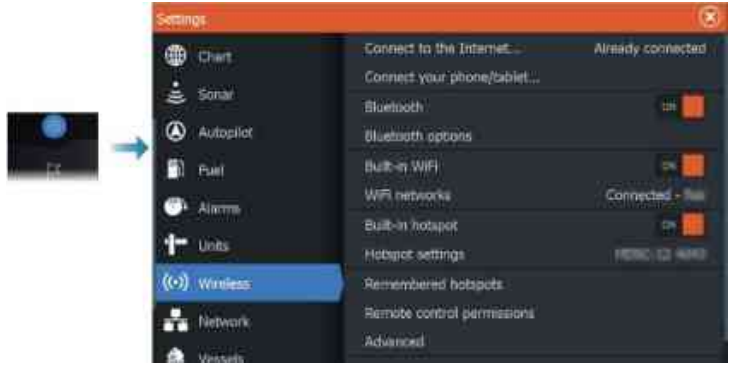 Settings
Chart
Sonar
Autopilot
Fuel
Alarms
Units
Wireless
Network
Vessels
Connect to the Internet... Already connected
Connect your phone/tablet...
Bluetooth ON
Bluetooth options
Built-in WiFi ON
WiFi networks Connected -
Built-in hotspot ON
Hotspot settings
Remembered hotspots
Remote control permissions
Advanced